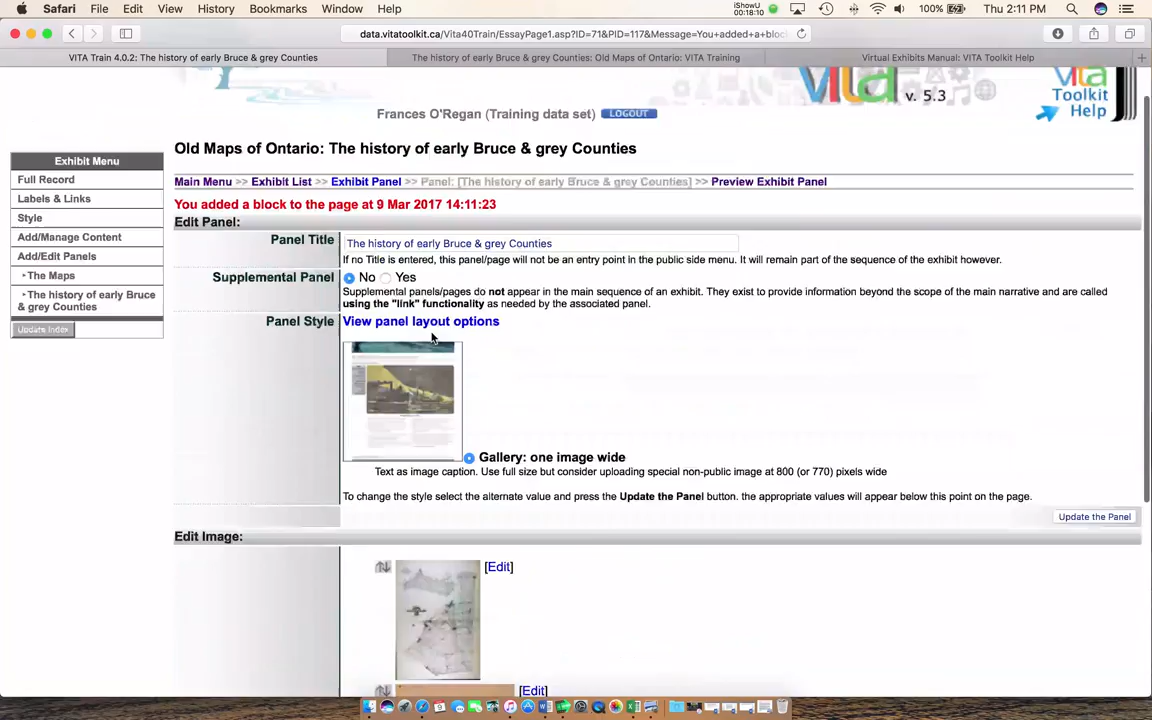 Safari File Edit View History Bookmarks Window Help iShowU 00:18:10 100% Thu 2:11 PM
data.vitatoolkit.ca/Vita40Train/EssayPage1.asp?ID=71&PID=117&Message=You+added+a+bloc
VITA Train 4.0.2: The history of early Bruce & grey Counties
The history of early Bruce & grey Counties: Old Maps of Ontario: VITA Training
Virtual Exhibits Manual: VITA Toolkit Help
vita v. 5.3
vita Toolkit Help
Frances O'Regan (Training data set) LOGOUT
Exhibit Menu
Full Record
Labels & Links
Style
Add/Manage Content
Add/Edit Panels
The Maps
The history of early Bruce
& grey Counties
Update Index
Old Maps of Ontario: The history of early Bruce & grey Counties
Main Menu >> Exhibit List >> Exhibit Panel >> Panel: [The history of early Bruce & grey Counties] >> Preview Exhibit Panel
You added a block to the page at 9 Mar 2017 14:11:23
Edit Panel:
Panel Title The history of early Bruce & grey Counties
If no Title is entered, this panel/page will not be an entry point in the public side menu. It will remain part of the sequence of the exhibit however.
Supplemental Panel No Yes
Supplemental panels/pages do not appear in the main sequence of an exhibit. They exist to provide information beyond the scope of the main narrative and are called
using the "link" functionality as needed by the associated panel.
Panel Style View panel layout options
Gallery: one image wide
Text as image caption. Use full size but consider uploading special non-public image at 800 (or 770) pixels wide
To change the style select the alternate value and press the Update the Panel button. the appropriate values will appear below this point on the page.
Update the Panel
Edit Image:
[Edit]
[Edit]